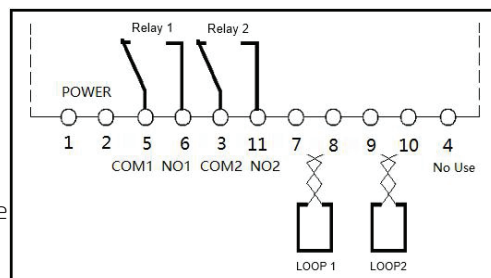 Relay 1 Relay 2
POWER
1 2 5 6 3 11 7 8 9 10 4
COM1 NO1 COM2 NO2 No Use
LOOP 1 LOOP2